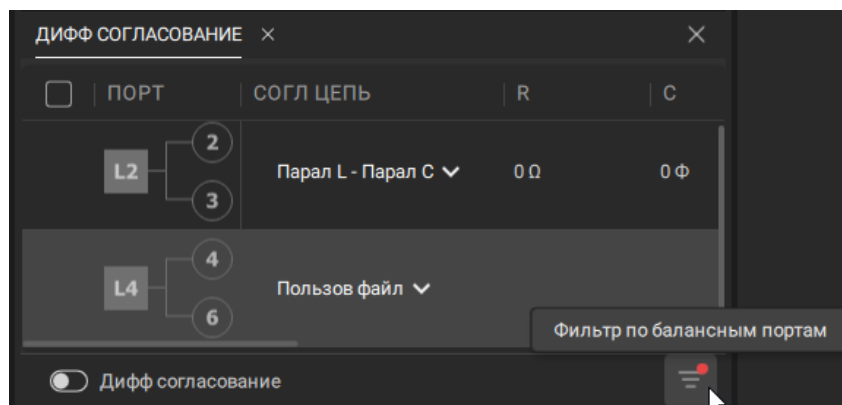 ДИФФ СОГЛАСОВАНИЕ
ПОРТ СОГЛ ЦЕПЬ R C
2
L2 Парал L - Парал C 0 Ω 0 Ф
3
4
L4 Пользов файл
6
Фильтр по балансным портам
Дифф согласование